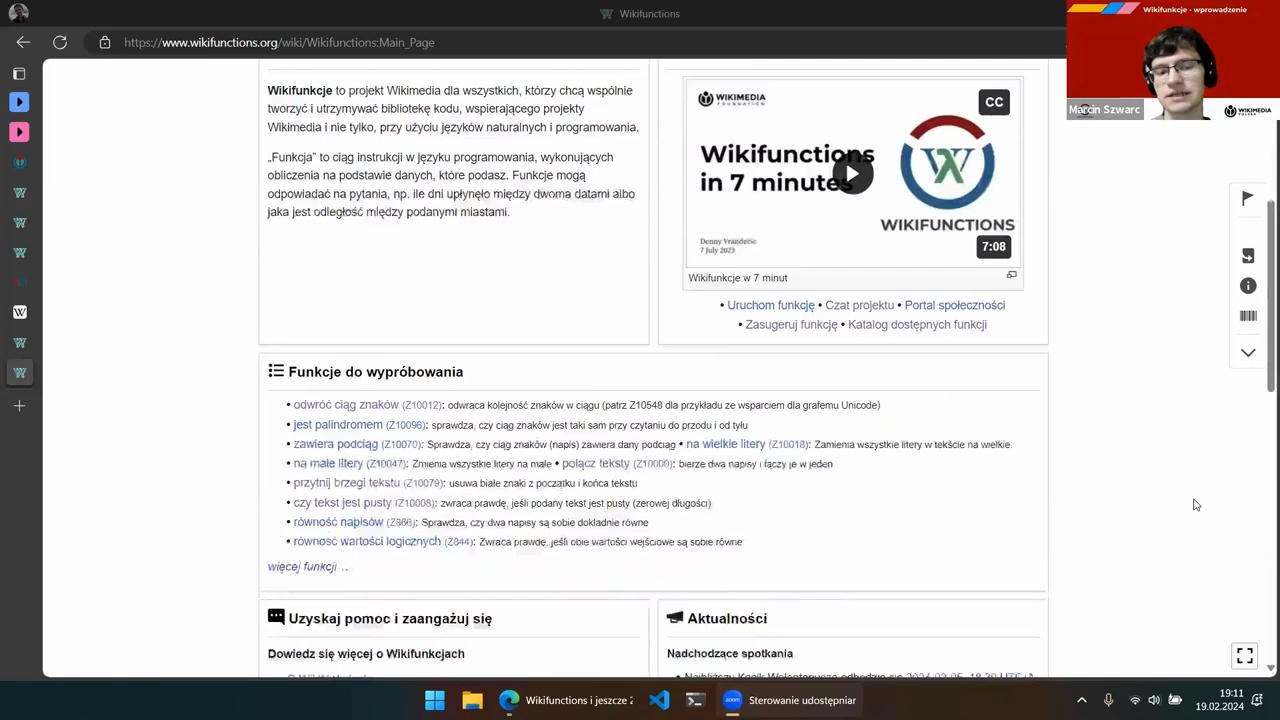 Wikifunctions
https://www.wikifunctions.org/wiki/Wikifunctions:Main_Page
Wikifunkcje - wprowadzenie
Marcin Szwarc
WIKIMEDIA
POLSKA
Wikifunkcje to projekt Wikimedia dla wszystkich, którzy chcą wspólnie
tworzyć i utrzymywać bibliotekę kodu, wspierającego projekty
Wikimedia i nie tylko, przy użyciu języków naturalnych i programowania.
„Funkcja” to ciąg instrukcji w języku programowania, wykonujących
obliczenia na podstawie danych, które podasz. Funkcje mogą
odpowiadać na pytania, np. ile dni upłynęło między dwoma datami albo
jaka jest odległość między podanymi miastami.
WIKIMEDIA
FOUNDATION
CC
Wikifunctions
in 7 minutes
WIKIFUNCTIONS
Denny Vrandečić
7 July 2023
7:08
Wikifunkcje w 7 minut
• Uruchom funkcję • Czat projektu • Portal społeczności
• Zasugeruj funkcję • Katalog dostępnych funkcji
Funkcje do wypróbowania
• odwróć ciąg znaków (Z10012): odwraca kolejność znaków w ciągu (patrz Z10548 dla przykładu ze wsparciem dla grafemu Unicode)
• jest palindromem (Z10096): sprawdza, czy ciąg znaków jest taki sam przy czytaniu do przodu i od tyłu
• zawiera podciąg (Z10070): Sprawdza, czy ciąg znaków (napis) zawiera dany podciąg • na wielkie litery (Z10018): Zamienia wszystkie litery w tekście na wielkie.
• na małe litery (Z10047): Zmienia wszystkie litery na małe • połącz teksty (Z10000): bierze dwa napisy i łączy je w jeden
• przytnij brzegi tekstu (Z10079): usuwa białe znaki z początku i końca tekstu
• czy tekst jest pusty (Z10008): zwraca prawdę, jeśli podany tekst jest pusty (zerowej długości)
• równość napisów (Z866): Sprawdza, czy dwa napisy są sobie dokładnie równe
• równość wartości logicznych (Z844): Zwraca prawdę, jeśli obie wartości wejściowe są sobie równe
więcej funkcji …
Uzyskaj pomoc i zaangażuj się
Aktualności
Dowiedz się więcej o Wikifunkcjach
Nadchodzące spotkania
Wikifunctions i jeszcze
Sterowanie udostępniar
19:11
19.02.2024